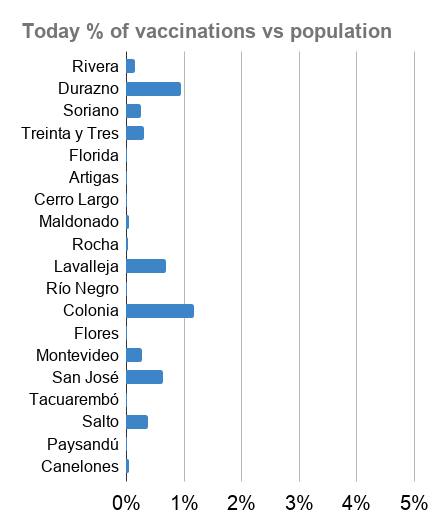 Today % of vaccinations vs population
Rivera
Durazno
Soriano
Treinta y Tres
Florida
Artigas
Cerro Largo
Maldonado
Rocha
Lavalleja
Río Negro
Colonia
Flores
Montevideo
San José
Tacuarembó
Salto
Paysandú
Canelones
0% 1% 2% 3% 4% 5%